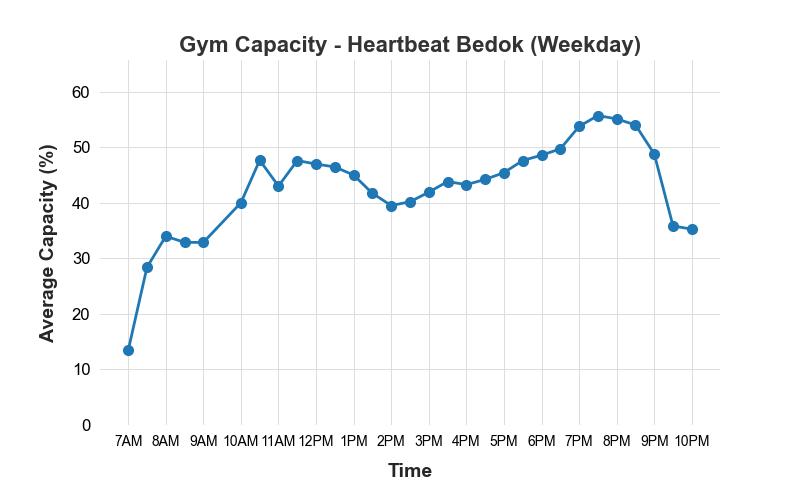 Gym Capacity - Heartbeat Bedok (Weekday)
Average Capacity (%)
60
50
40
30
20
10
0
7AM 8AM 9AM 10AM 11AM 12PM 1PM 2PM 3PM 4PM 5PM 6PM 7PM 8PM 9PM 10PM
Time